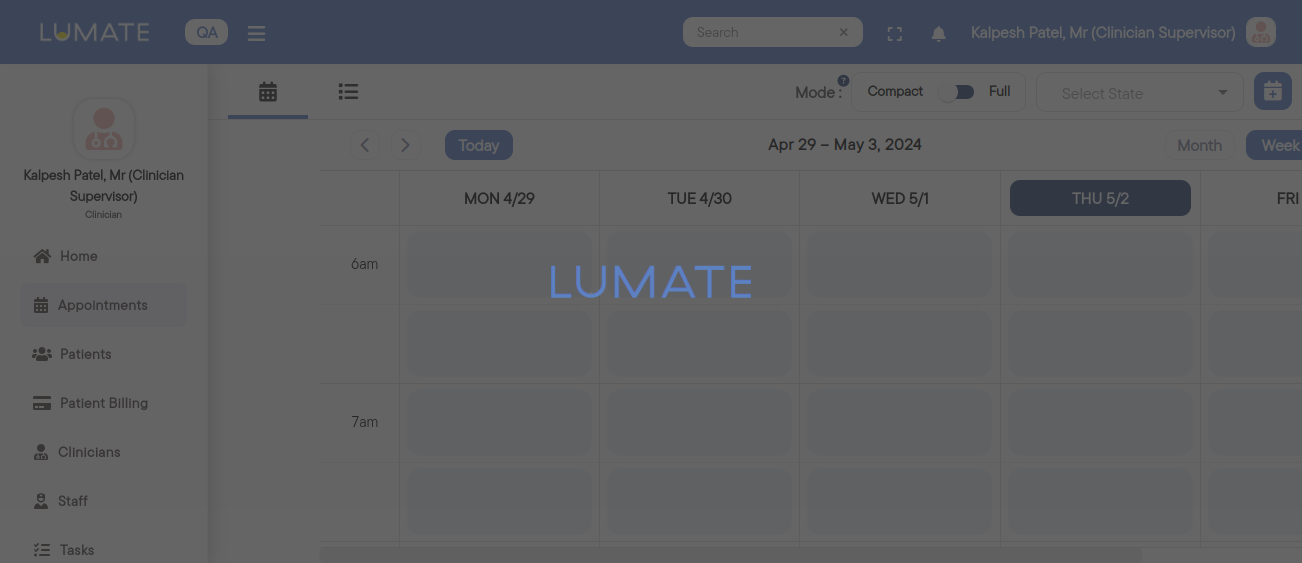 LUMATE QA Search Kalpesh Patel, Mr (Clinician Supervisor)
Mode : ? Compact Full Select State
Kalpesh Patel, Mr (Clinician
Supervisor)
Clinician
Home
Appointments
Patients
Patient Billing
Clinicians
Staff
Tasks
Today Apr 29 – May 3, 2024 Month Week
MON 4/29 TUE 4/30 WED 5/1 THU 5/2 FRI
6am
LUMATE
7am